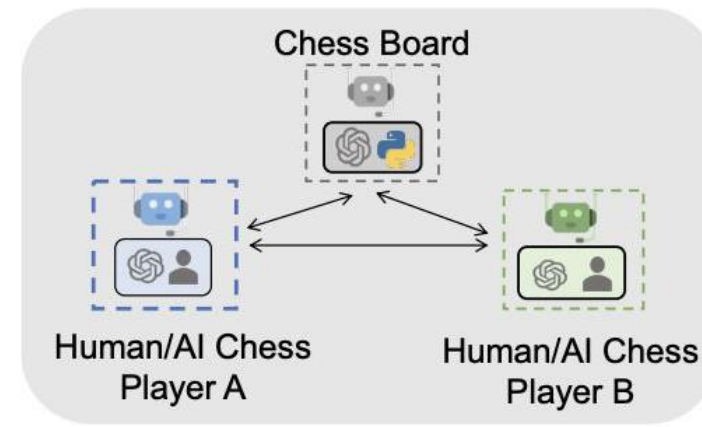 Chess Board
Human/AI Chess
Player A
Human/AI Chess
Player B